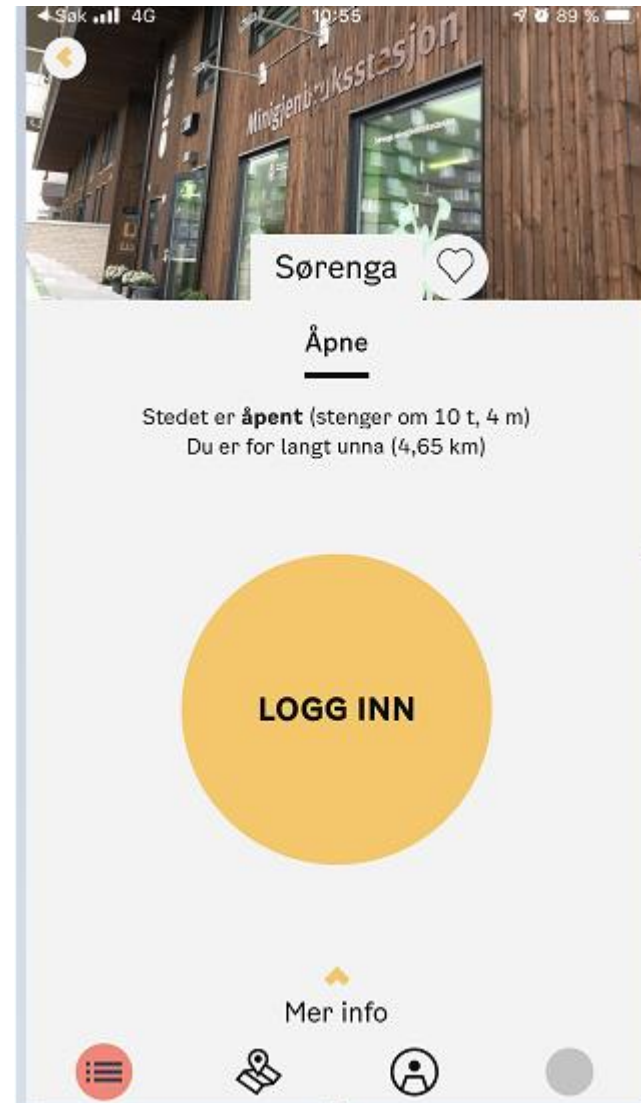 Søk 4G 10:55 89 %
Minigjenbruksstasjon
Sørenga
Åpne
Stedet er åpent (stenger om 10 t, 4 m)
Du er for langt unna (4,65 km)
LOGG INN
Mer info